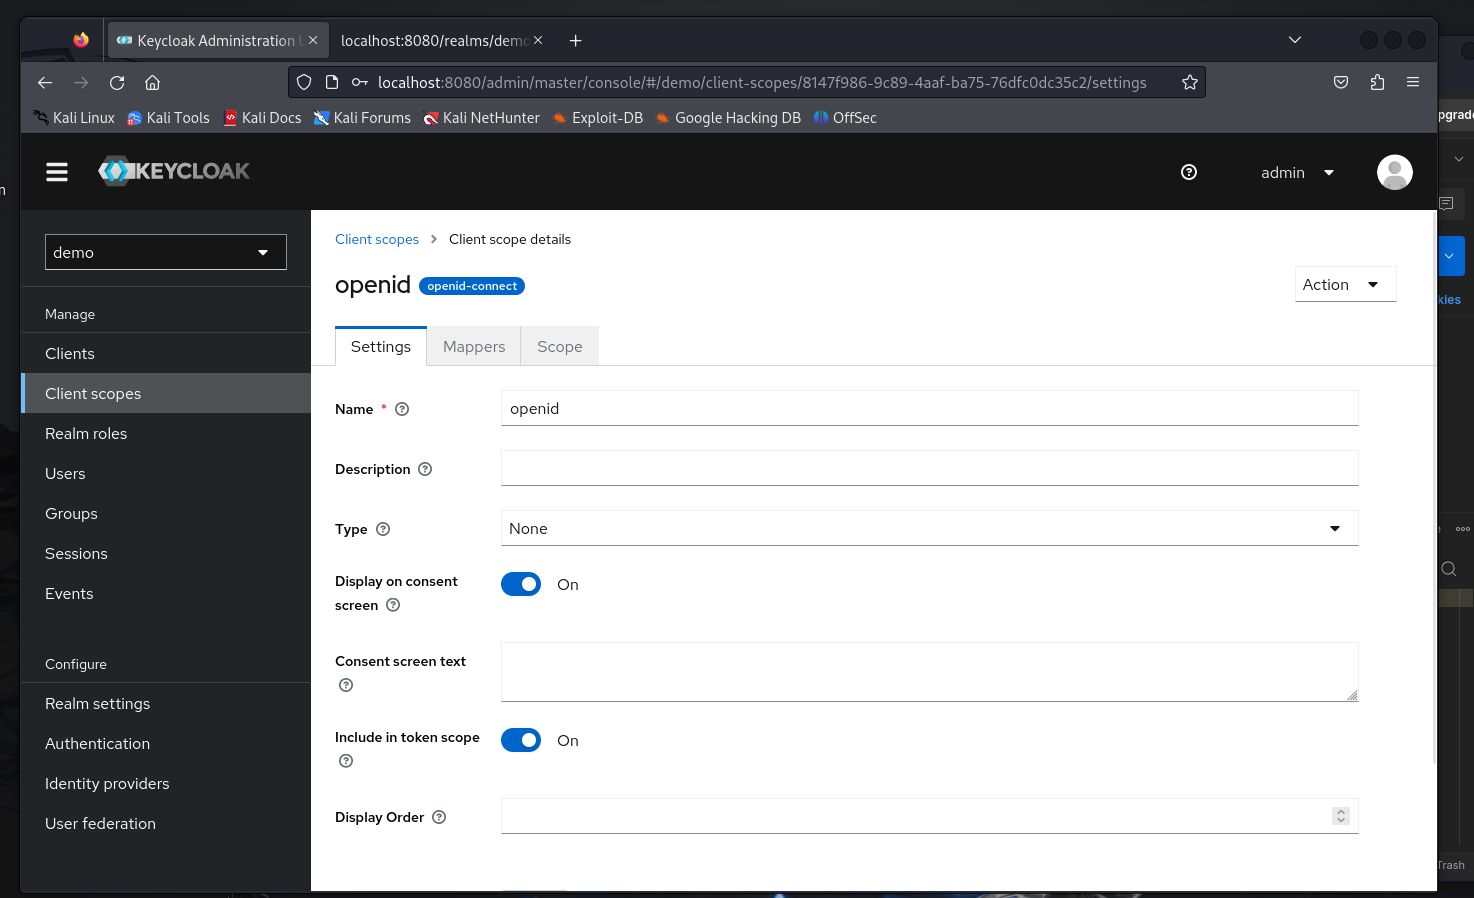 Keycloak Administration U
localhost:8080/realms/demo
localhost:8080/admin/master/console/#/demo/client-scopes/8147f986-9c89-4aaf-ba75-76dfc0dc35c2/settings
Kali Linux Kali Tools Kali Docs Kali Forums Kali NetHunter Exploit-DB Google Hacking DB OffSec
KEYCLOAK
admin
demo
Manage
Clients
Client scopes
Realm roles
Users
Groups
Sessions
Events
Configure
Realm settings
Authentication
Identity providers
User federation
Client scopes > Client scope details
openid openid-connect
Action
Settings Mappers Scope
Name * openid
Description
Type None
Display on consent
screen On
Consent screen text
Include in token scope On
Display Order
pgrade
kies
Trash